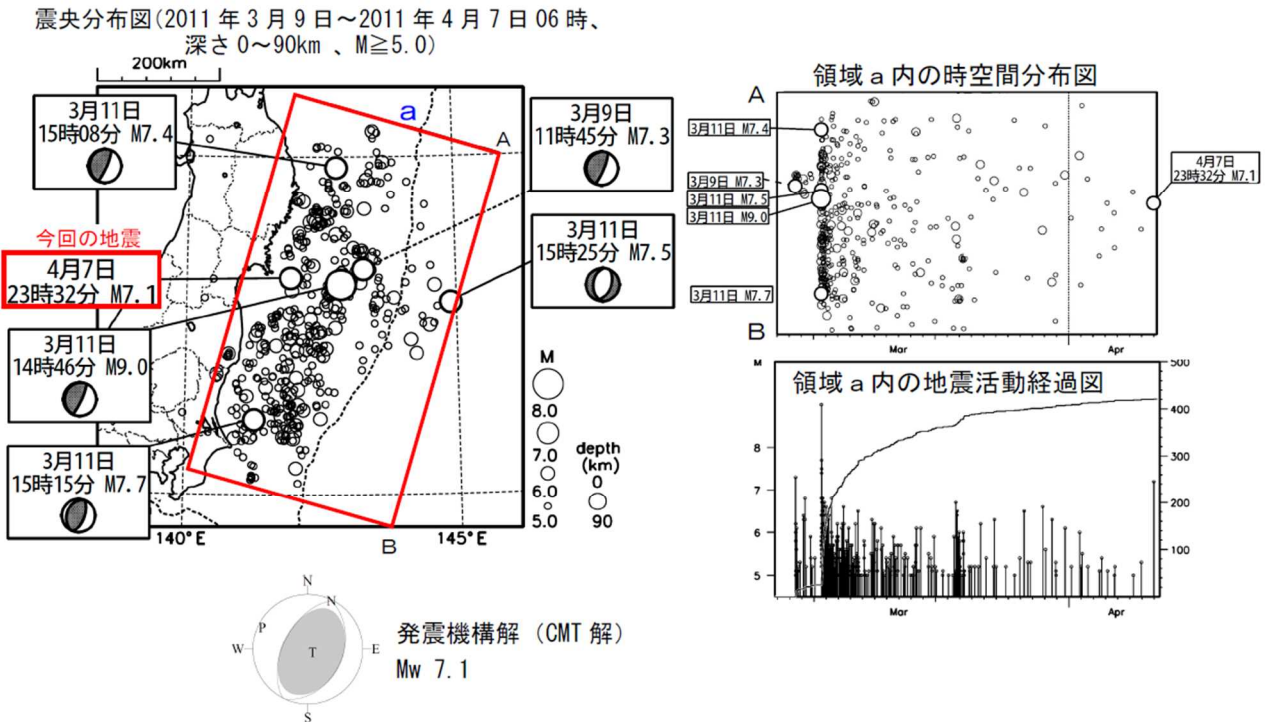 震央分布図(2011年3月9日～2011年4月7日06時、
深さ0～90km 、M≧5.0)
200km
3月11日
15時08分 M7.4
今回の地震
4月7日
23時32分 M7.1
3月11日
14時46分 M9.0
3月11日
15時15分 M7.7
a
A
B
3月9日
11時45分 M7.3
3月11日
15時25分 M7.5
140°E
145°E
M
8.0
7.0
6.0
5.0
depth
(km)
0
90
領域a内の時空間分布図
A
3月11日 M7.4
3月9日 M7.3
3月11日 M7.5
3月11日 M9.0
3月11日 M7.7
B
4月7日
23時32分 M7.1
Mar
Apr
領域a内の地震活動経過図
M
8
7
6
5
500
400
300
200
100
Mar
Apr
N
N
P
W
T
E
S
発震機構解（CMT解）
Mw 7.1